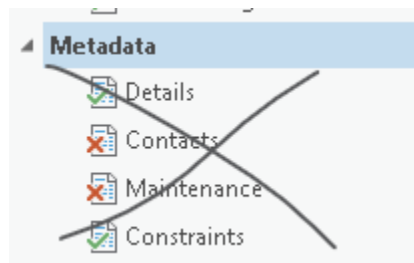 Metadata
Details
Contacts
Maintenance
Constraints